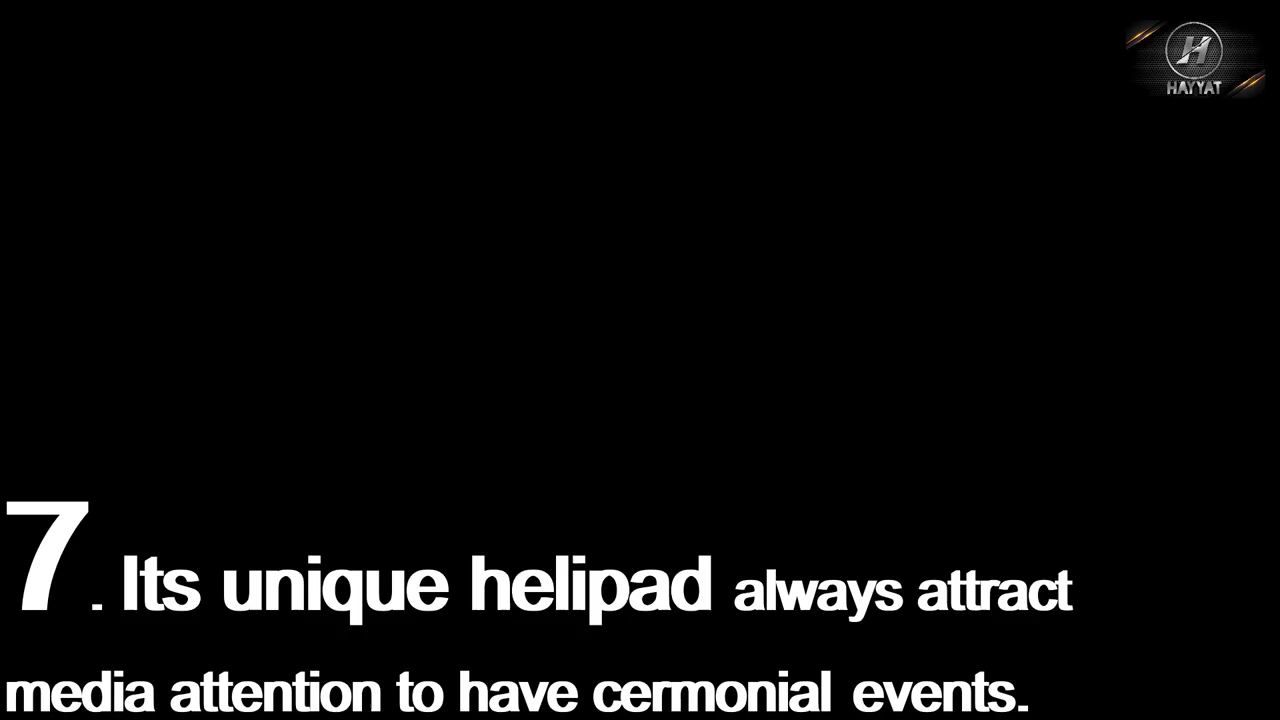 HAYYAT
7. Its unique helipad always attract
media attention to have cermonial events.